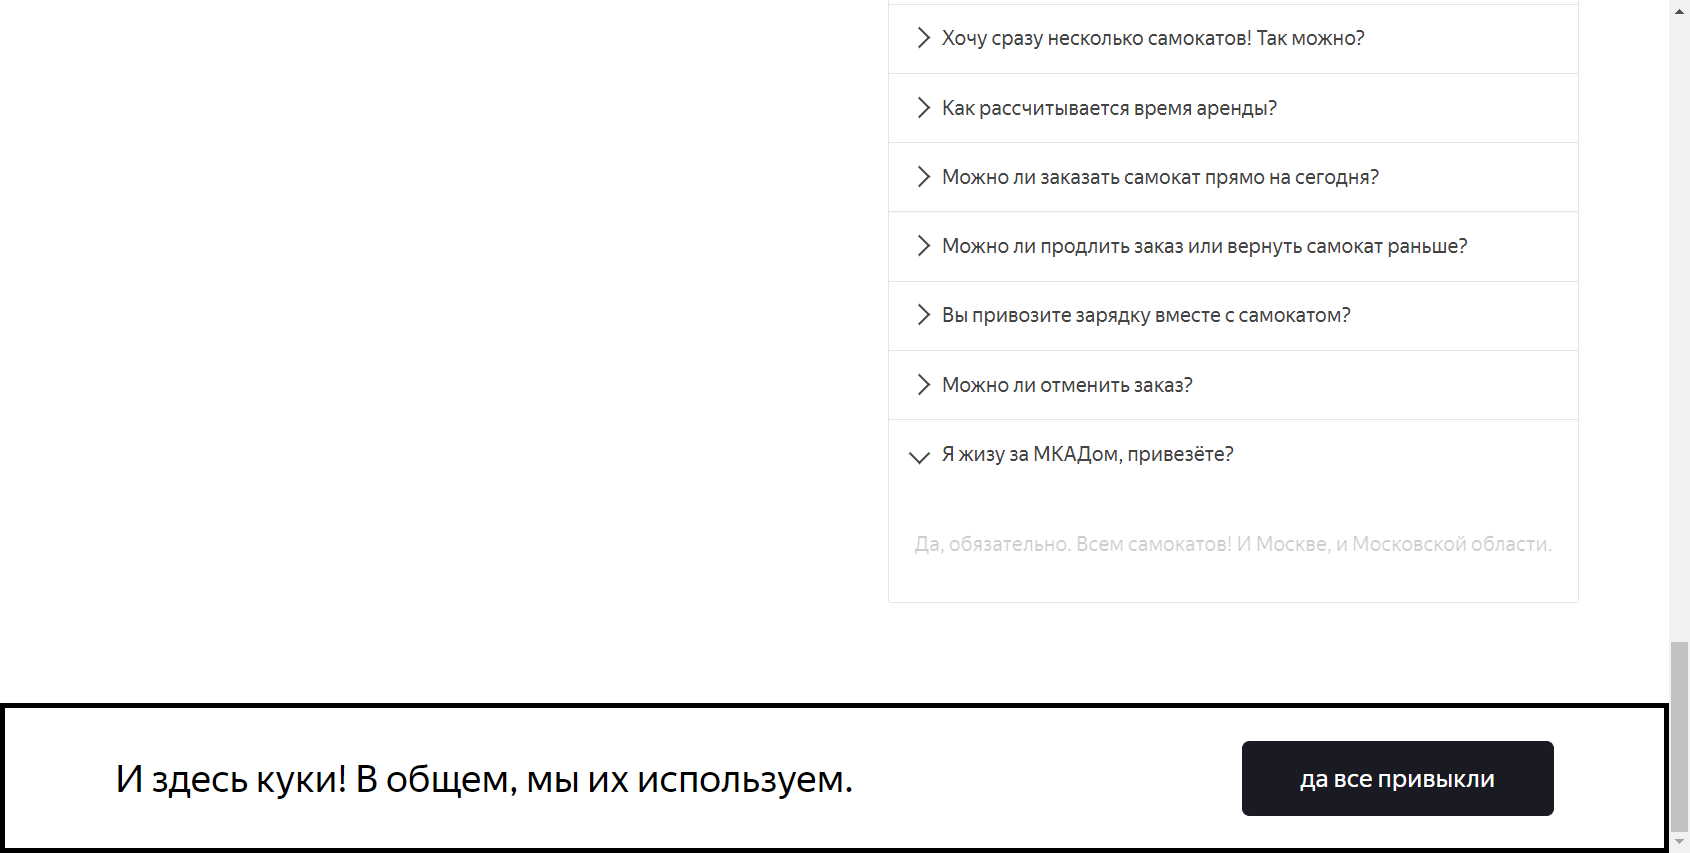 Хочу сразу несколько самокатов! Так можно?
Как рассчитывается время аренды?
Можно ли заказать самокат прямо на сегодня?
Можно ли продлить заказ или вернуть самокат раньше?
Вы привозите зарядку вместе с самокатом?
Можно ли отменить заказ?
Я жизу за МКАДом, привезёте?
Да, обязательно. Всем самокатов! И Москве, и Московской области.
И здесь куки! В общем, мы их используем.
да все привыкли